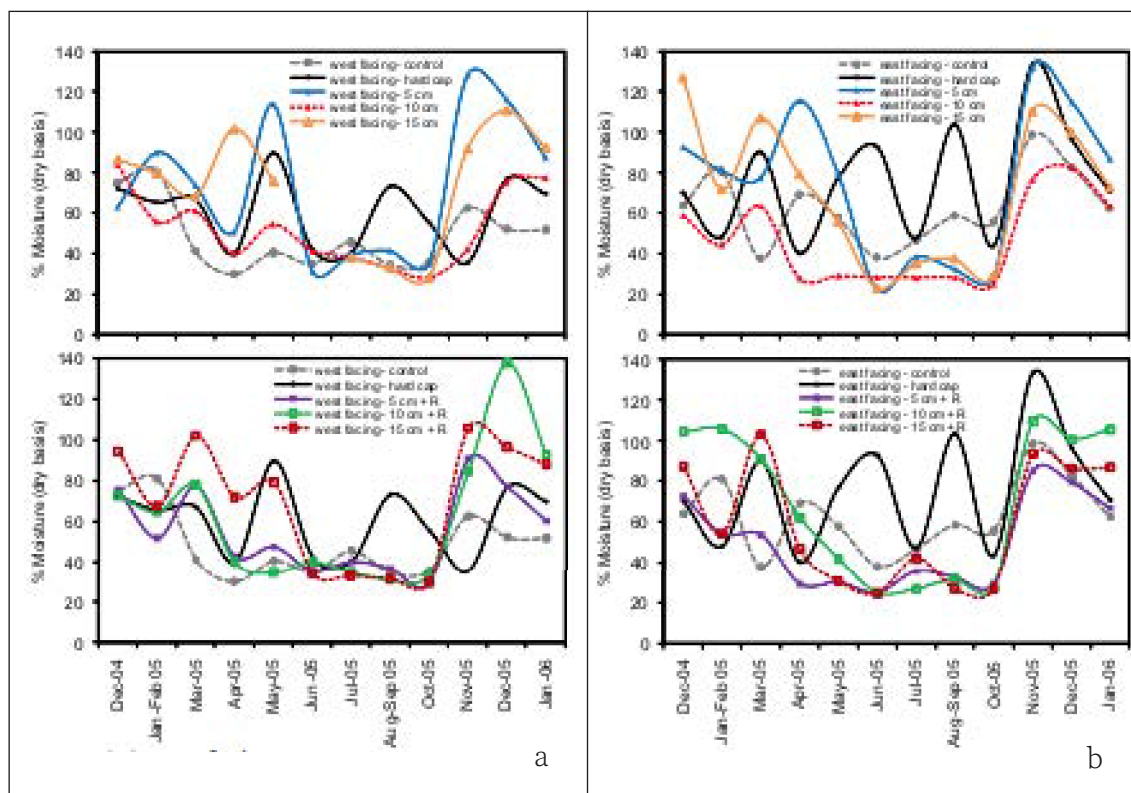 140
120
100
80
60
40
20
0
% Moisture (dry basis)
west facing - control
west facing - hard cap
west facing - 5 cm
west facing - 10 cm
west facing - 15 cm
140
120
100
80
60
40
20
0
% Moisture (dry basis)
west facing - control
west facing - hard cap
west facing - 5 cm + R
west facing - 10 cm + R
west facing - 15 cm + R
Dec-04
Jan -Feb 05
Mar-05
Apr-05
May-05
Jun -05
Jul-05
Aug-Sep 05
Oct-05
Nov-05
Dec-05
Jan -06
a
140
120
100
80
60
40
20
0
% Moisture (dry basis)
east facing - control
east facing - hard cap
east facing - 5 cm
east facing - 10 cm
east facing - 15 cm
140
120
100
80
60
40
20
0
% Moisture (dry basis)
east facing - control
east facing - hard cap
east facing - 5 cm + R
east facing - 10 cm + R
east facing - 15 cm + R
Dec-04
Jan-Feb 05
Mar-05
Apr-05
May-05
Jun-05
Jul-05
Aug-Sep 05
Oct-05
Nov-05
Dec-05
Jan-06
b